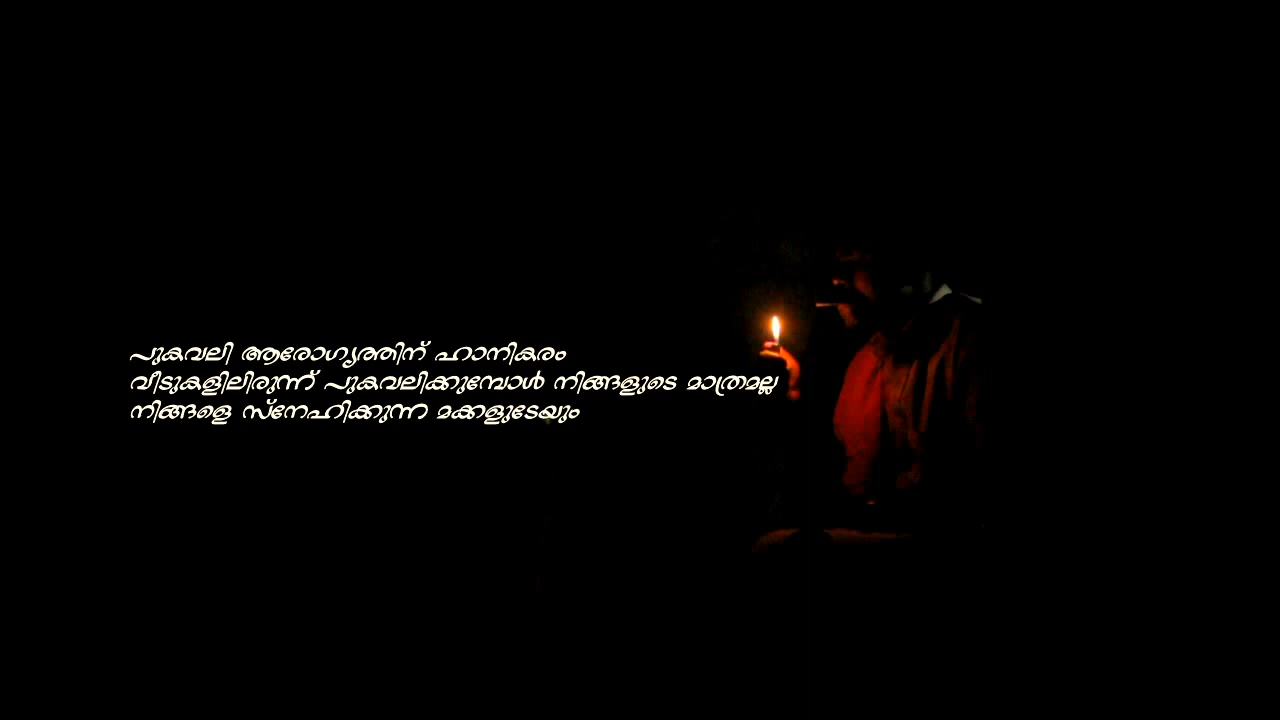 പുകവലി ആരോഗ്യത്തിന് ഹാനികരം
വീടുകളിലിരുന്ന് പുകവലിക്കുമ്പോൾ നിങ്ങളുടെ മാത്രമല്ല
നിങ്ങളെ സ്നേഹിക്കുന്ന മക്കളുടേയും